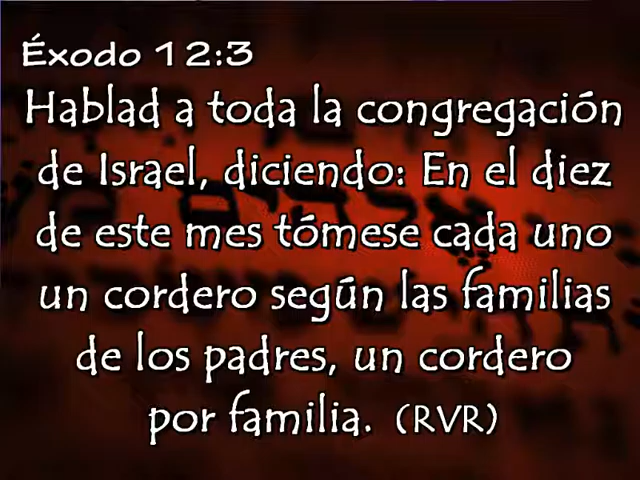 Éxodo 12:3
Hablad a toda la congregación
de Israel, diciendo: En el diez
de este mes tómese cada uno
un cordero según las familias
de los padres, un cordero
por familia. (RVR)